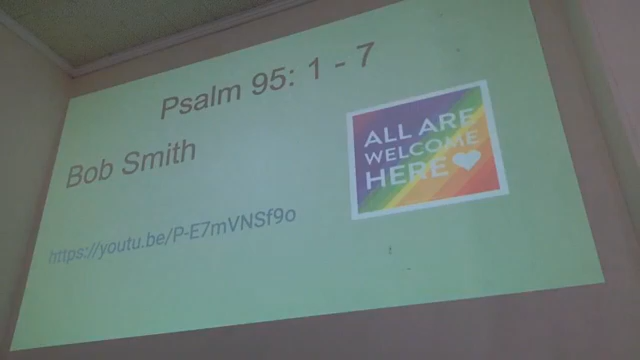 Psalm 95: 1 - 7
Bob Smith
ALL ARE
WELCOME
HERE
https://youtu.be/P-E7mVNSf9o